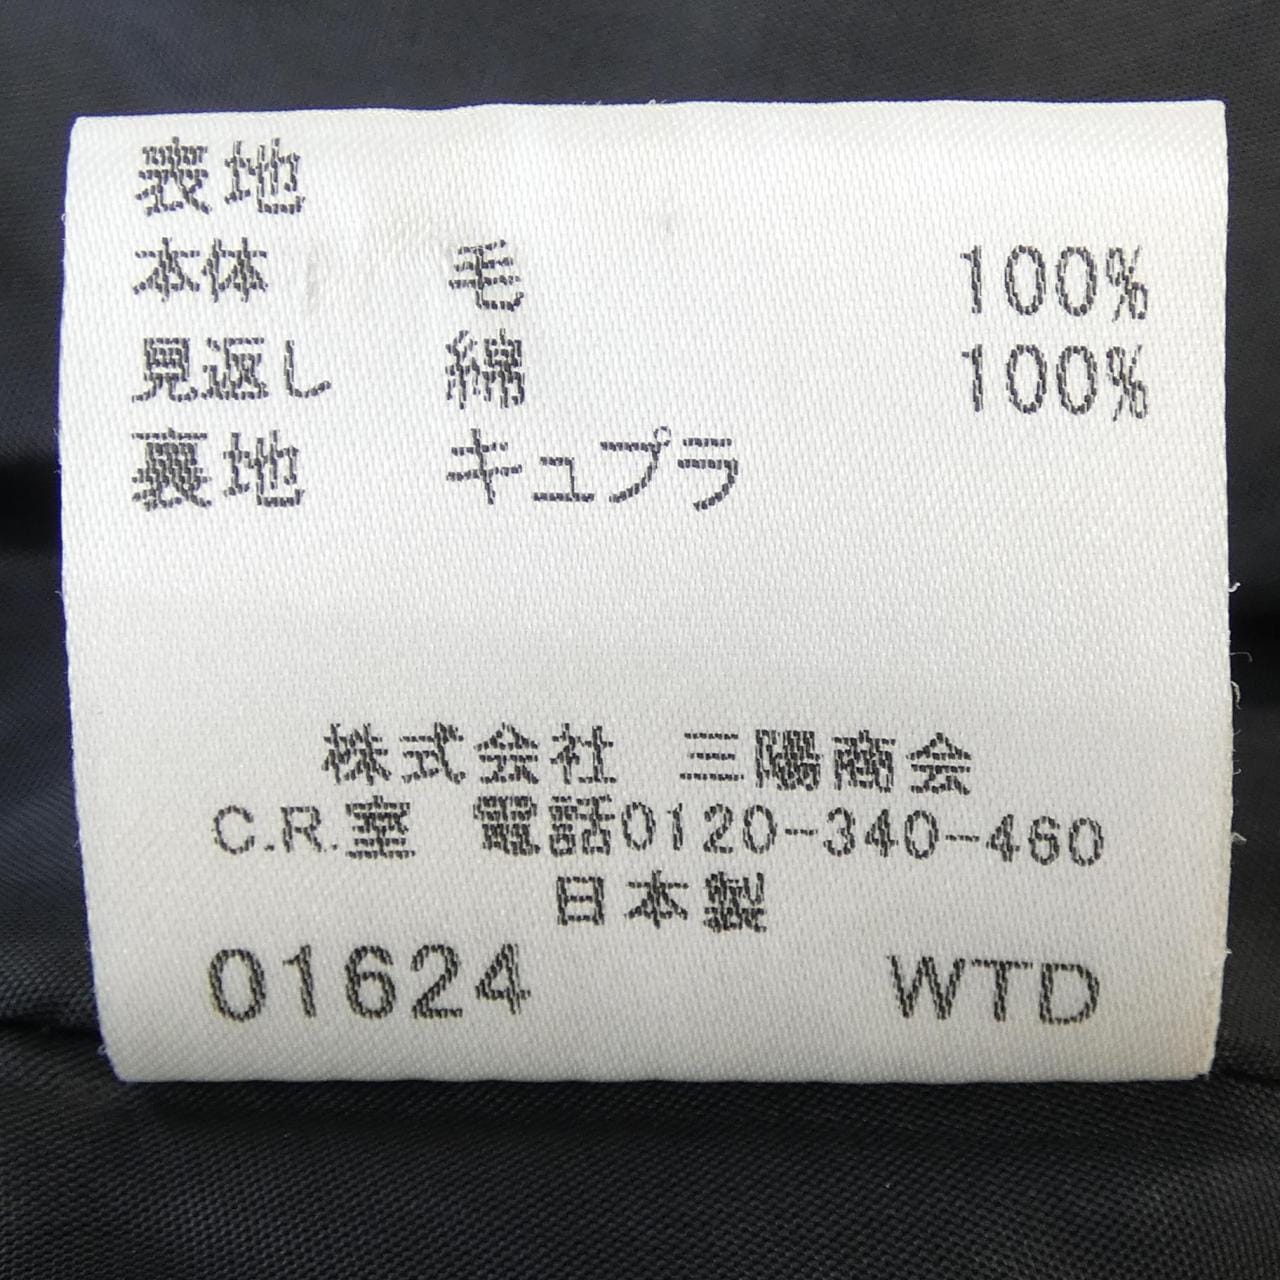 表地
本体 毛 100%
見返し 綿 100%
裏地 キュプラ
株式会社 三陽商会
C.R.室 電話0120-340-460
日本製
01624 WTD